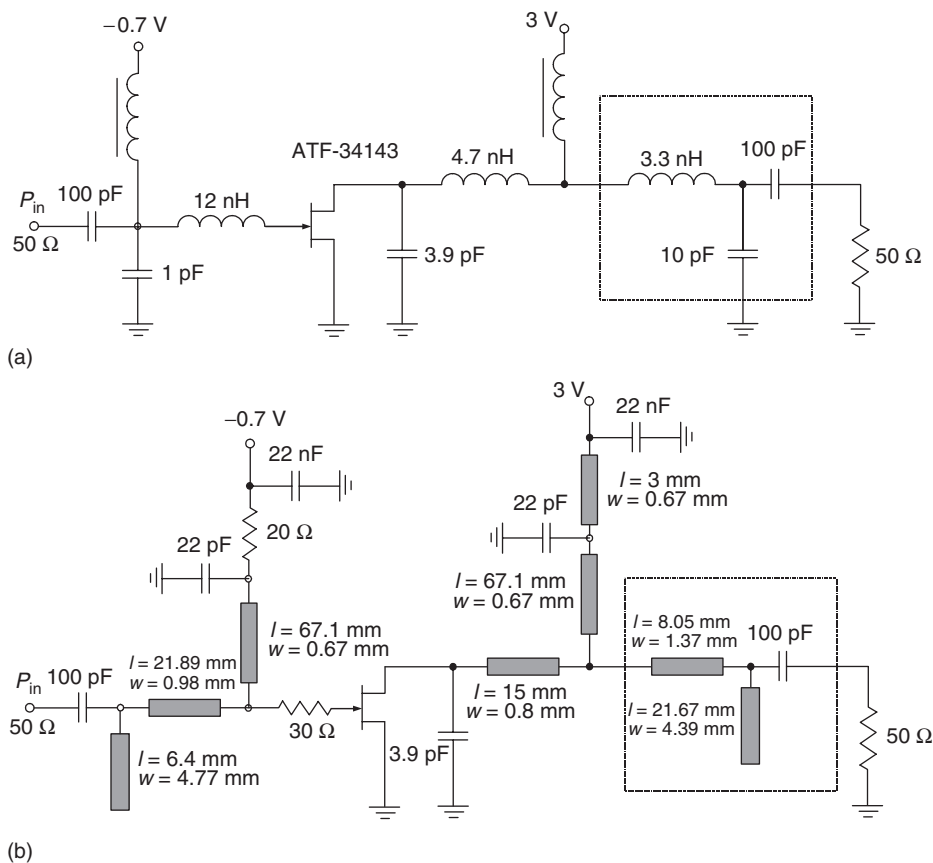 −0.7 V
3 V
ATF-34143
4.7 nH
3.3 nH
100 pF
P_in
100 pF
12 nH
50 Ω
1 pF
3.9 pF
10 pF
50 Ω
(a)
3 V
22 nF
−0.7 V
22 nF
l = 3 mm
w = 0.67 mm
20 Ω
22 pF
22 pF
l = 67.1 mm
w = 0.67 mm
l = 67.1 mm
w = 0.67 mm
l = 8.05 mm
w = 1.37 mm
100 pF
l = 21.89 mm
w = 0.98 mm
P_in
100 pF
50 Ω
30 Ω
l = 15 mm
w = 0.8 mm
l = 21.67 mm
w = 4.39 mm
50 Ω
l = 6.4 mm
w = 4.77 mm
3.9 pF
(b)